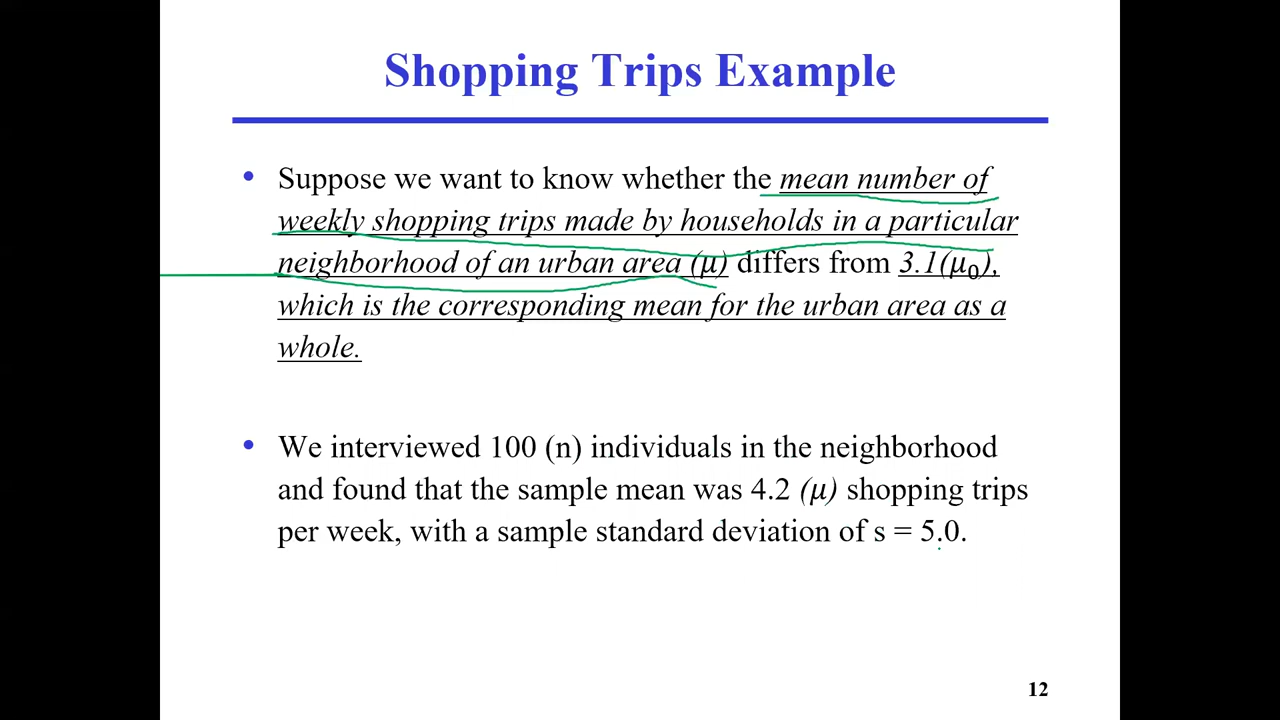 Shopping Trips Example
• Suppose we want to know whether the mean number of
weekly shopping trips made by households in a particular
neighborhood of an urban area (μ) differs from 3.1(μ₀),
which is the corresponding mean for the urban area as a
whole.
• We interviewed 100 (n) individuals in the neighborhood
and found that the sample mean was 4.2 (μ) shopping trips
per week, with a sample standard deviation of s = 5.0.
12